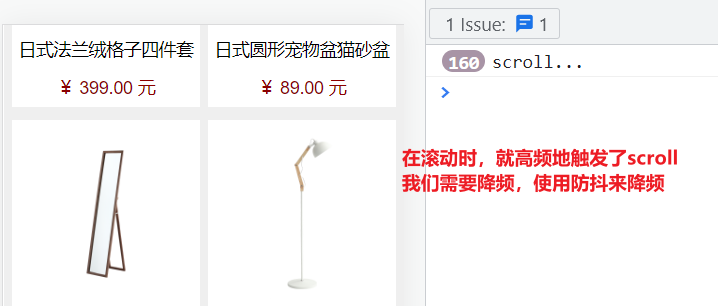 日式法兰绒格子四件套
日式圆形宠物盆猫砂盆
¥ 399.00 元
¥ 89.00 元
1 Issue: 1
160 scroll...
在滚动时，就高频地触发了scroll
我们需要降频，使用防抖来降频